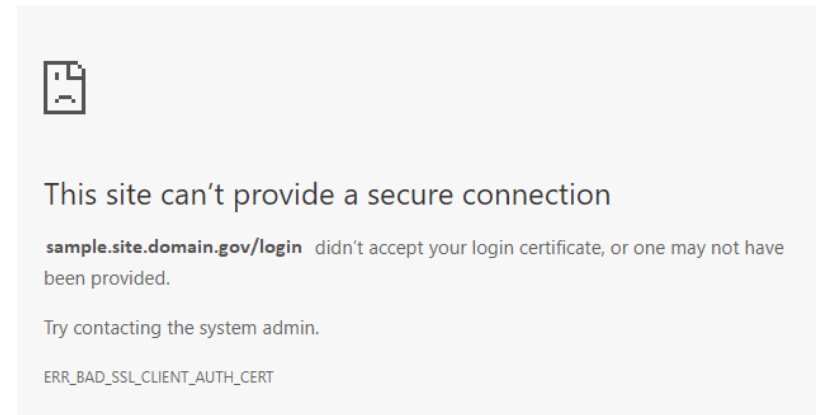 This site can’t provide a secure connection
sample.site.domain.gov/login didn’t accept your login certificate, or one may not have
been provided.
Try contacting the system admin.
ERR_BAD_SSL_CLIENT_AUTH_CERT